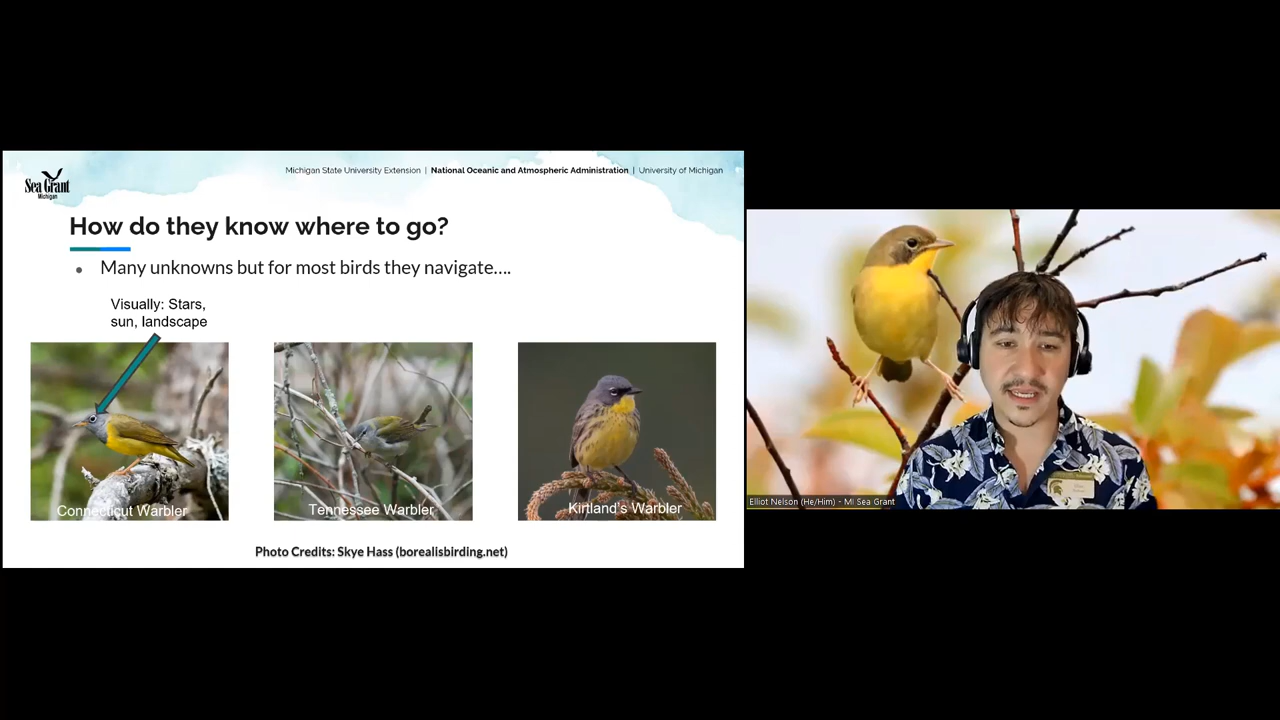 Sea Grant
Michigan
Michigan State University Extension | National Oceanic and Atmospheric Administration | University of Michigan
How do they know where to go?
• Many unknowns but for most birds they navigate....
Visually: Stars,
sun, landscape
Connecticut Warbler
Tennessee Warbler
Kirtland's Warbler
Photo Credits: Skye Hass (borealisbirding.net)
Elliot Nelson (He/Him) - MI Sea Grant